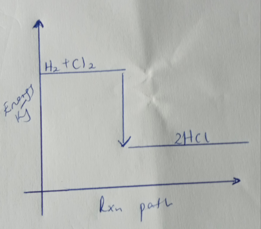 H₂ + Cl₂
Energy
KJ
2HCl
Rxn path